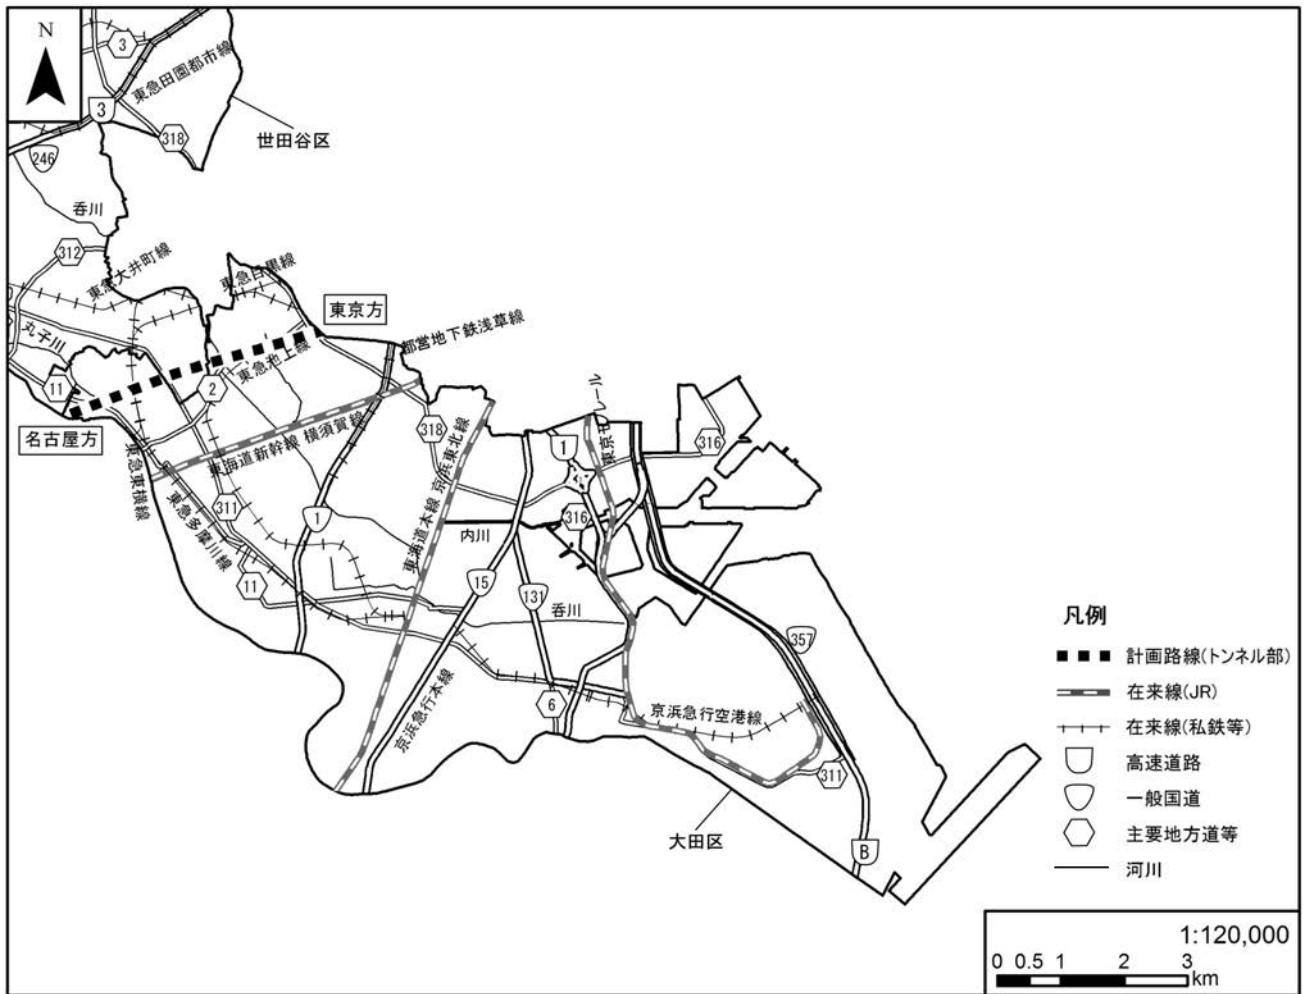 N
3
東急田園都市線
3
318
世田谷区
246
呑川
312
東急大井町線
東急目黒線
東京方
丸子川
都営地下鉄浅草線
東急池上線
11
2
名古屋方
東海道新幹線 横須賀線
318
東京モノレール
316
1
東急東横線
東海道本線 京浜東北線
311
1
316
東急多摩川線
内川
11
15
131
呑川
357
京浜急行本線
6
京浜急行空港線
311
大田区
B
凡例
計画路線(トンネル部)
在来線(JR)
在来線(私鉄等)
高速道路
一般国道
主要地方道等
河川
1:120,000
0 0.5 1 2 3
km